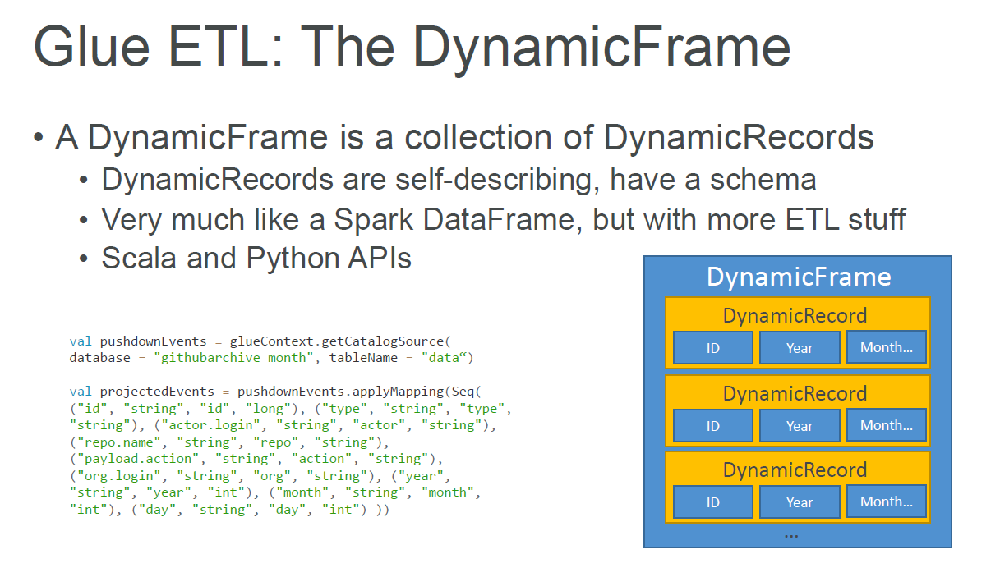 Glue ETL: The DynamicFrame
• A DynamicFrame is a collection of DynamicRecords
• DynamicRecords are self-describing, have a schema
• Very much like a Spark DataFrame, but with more ETL stuff
• Scala and Python APIs
val pushdownEvents = glueContext.getCatalogSource(
database = "githubarchive_month", tableName = "data“)
val projectedEvents = pushdownEvents.applyMapping(Seq(
("id", "string", "id", "long"), ("type", "string", "type",
"string"), ("actor.login", "string", "actor", "string"),
("repo.name", "string", "repo", "string"),
("payload.action", "string", "action", "string"),
("org.login", "string", "org", "string"), ("year",
"string", "year", "int"), ("month", "string", "month",
"int"), ("day", "string", "day", "int") ))
DynamicFrame
DynamicRecord
ID Year Month...
DynamicRecord
ID Year Month...
DynamicRecord
ID Year Month...
...